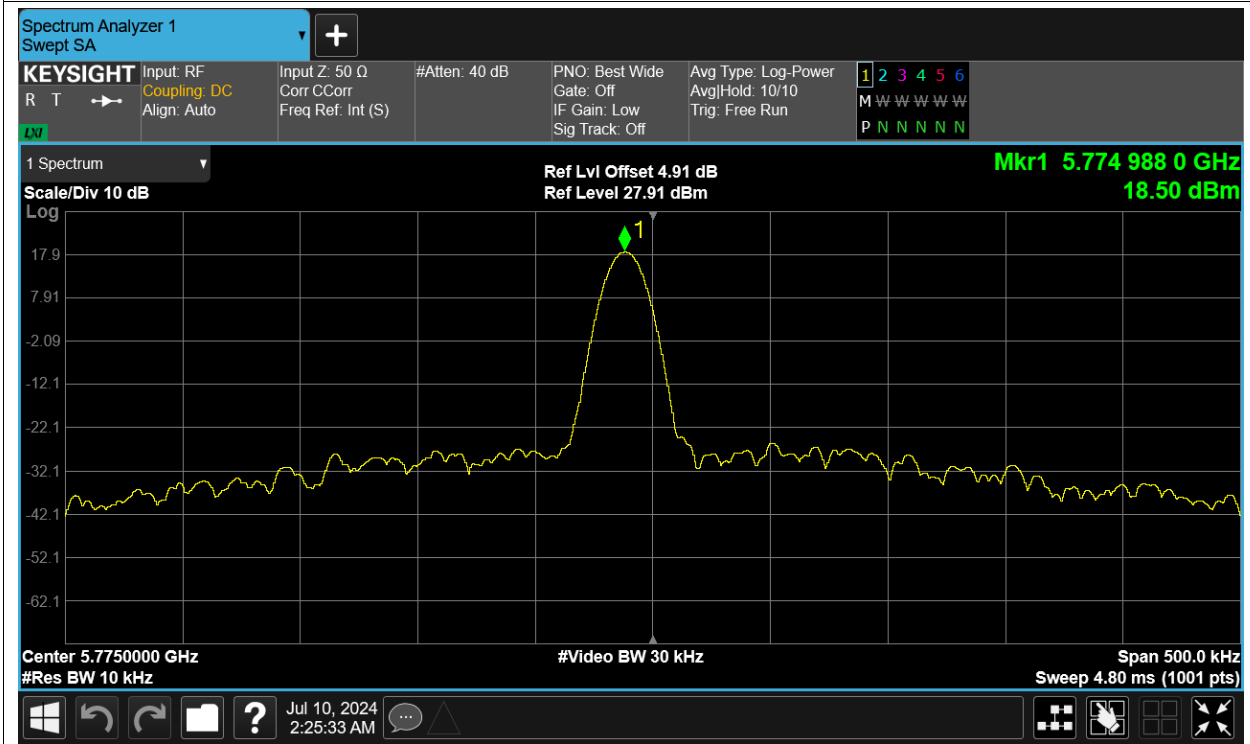 Spectrum Analyzer 1
Swept SA
+
KEYSIGHT
R T
LXI
Input: RF
Coupling: DC
Align: Auto
Input Z: 50 Ω
Corr CCorr
Freq Ref: Int (S)
#Atten: 40 dB
PNO: Best Wide
Gate: Off
IF Gain: Low
Sig Track: Off
Avg Type: Log-Power
Avg|Hold: 10/10
Trig: Free Run
1 2 3 4 5 6
M W W W W W
P N N N N N
1 Spectrum
Scale/Div 10 dB
Log
Ref Lvl Offset 4.91 dB
Ref Level 27.91 dBm
Mkr1 5.774 988 0 GHz
18.50 dBm
1
17.9
7.91
-2.09
-12.1
-22.1
-32.1
-42.1
-52.1
-62.1
Center 5.7750000 GHz
#Res BW 10 kHz
#Video BW 30 kHz
Span 500.0 kHz
Sweep 4.80 ms (1001 pts)
?
Jul 10, 2024
2:25:33 AM